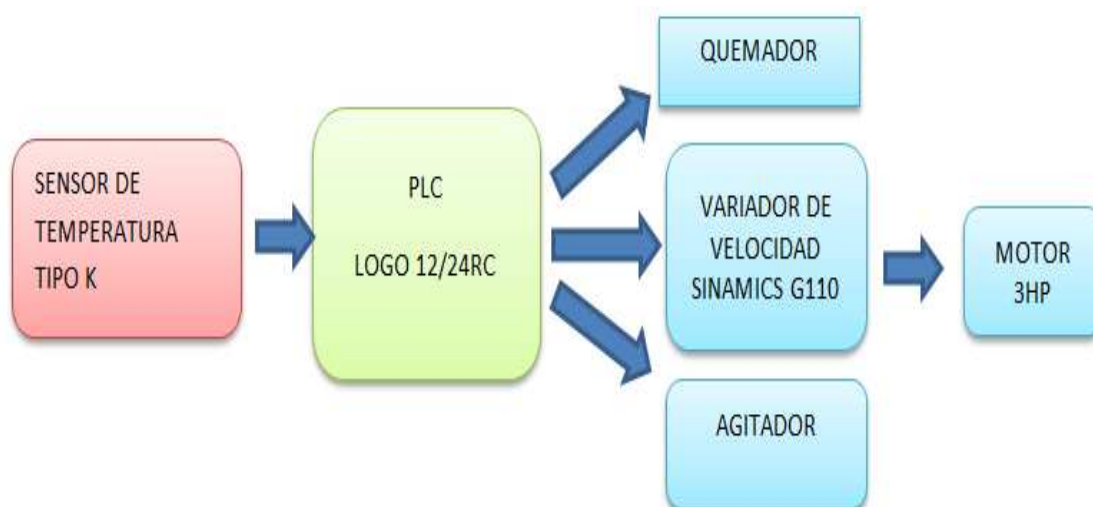 SENSOR DE
TEMPERATURA
TIPO K
PLC
LOGO 12/24RC
QUEMADOR
VARIADOR DE
VELOCIDAD
SINAMICS G110
AGITADOR
MOTOR
3HP